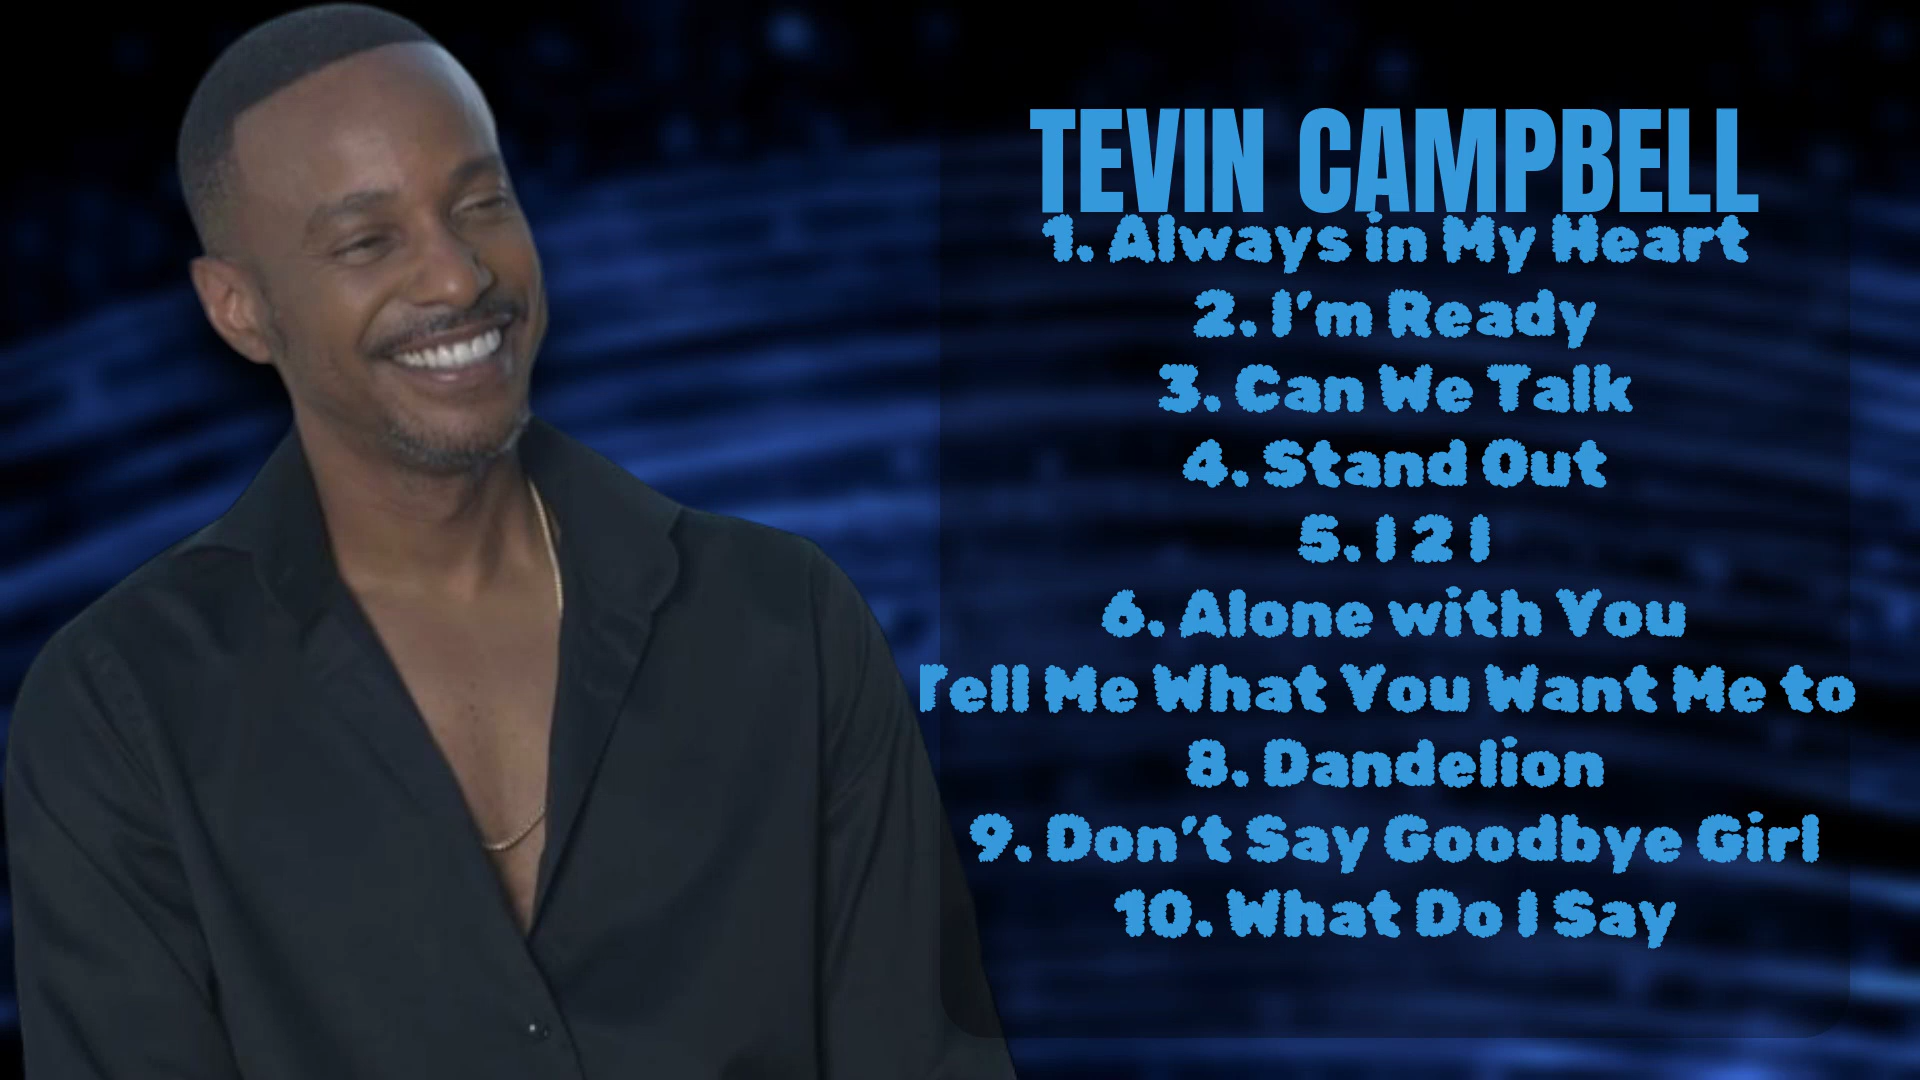 TEVIN CAMPBELL
1. Always in My Heart
2. I'm Ready
3. Can We Talk
4. Stand Out
5. I 2 I
6. Alone with You
Tell Me What You Want Me to
8. Dandelion
9. Don't Say Goodbye Girl
10. What Do I Say